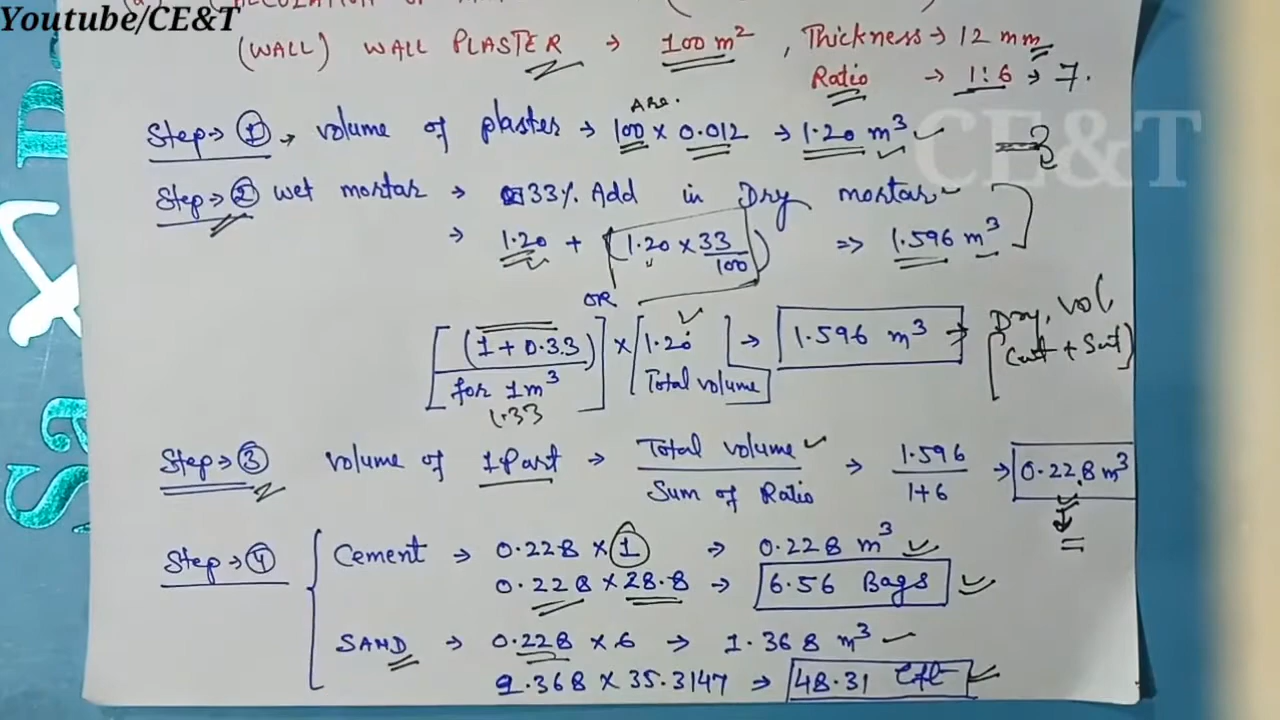 Youtube/CE&T
(WALL) WALL PLASTER → 100 m² , Thickness → 12 mm
Ratio → 1:6 → 7.
CE&T
Step → ① → volume of plaster → 100 x 0.012 → 1.20 m³
Step → ② Wet mortar → 33% Add in Dry mortar
→ 1.20 + (1.20 x 33/100) => 1.596 m³
OR
[(1 + 0.33)/for 1m³] x [1.20 Total volume] → 1.596 m³ → Dry, Vol
1.33
Step → ③ Volume of 1 Part → Total volume/Sum of Ratio → 1.596/1+6 → 0.228 m³
Step → ④ Cement → 0.228 x 1 → 0.228 m³
0.228 x 28.8 → 6.56 Bags
SAND → 0.228 x 6 → 1.368 m³
1.368 x 35.3147 → 48.31 Cft